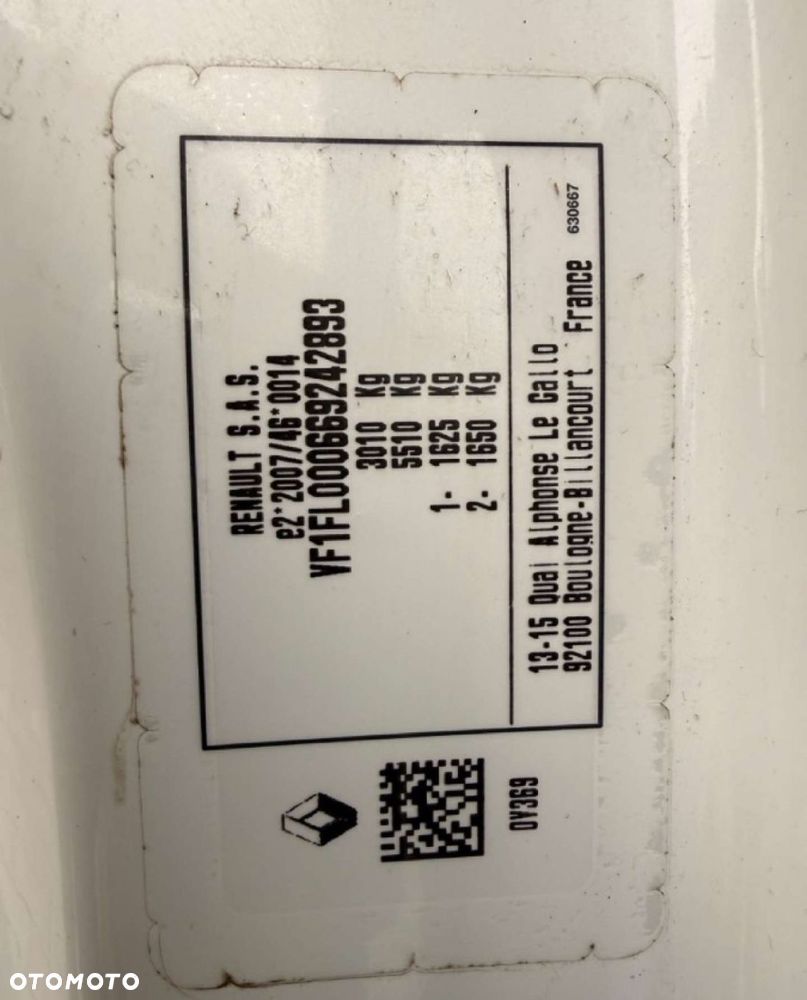 RENAULT S.A.S.
e2*2007/46*0014
VF1FL000669242893
3010 Kg
5510 Kg
1- 1625 Kg
2- 1650 Kg
13-15 Quai Alphonse Le Gallo
92100 Boulogne-Billancourt France
630667
0Y369
OTOMOTO